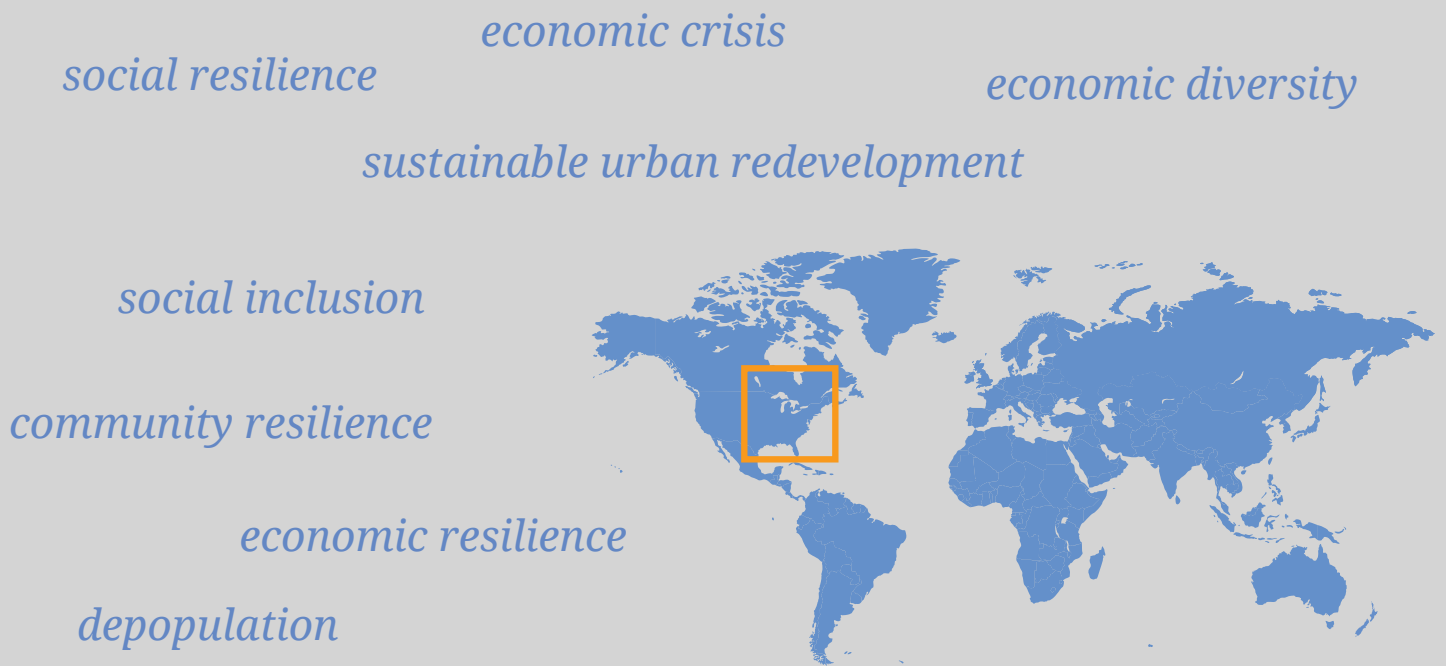 economic crisis
social resilience
economic diversity
sustainable urban redevelopment
social inclusion
community resilience
economic resilience
depopulation